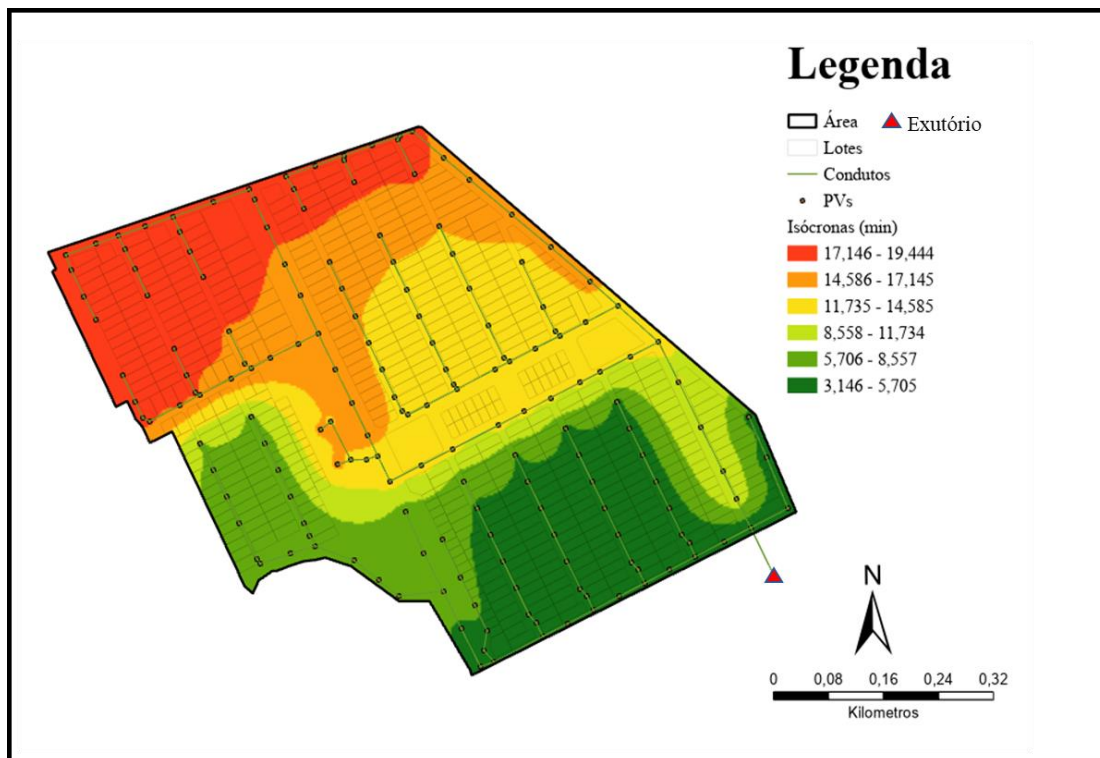 Legenda
Área
Exutório
Lotes
Condutos
PVs
Isócronas (min)
17,146 - 19,444
14,586 - 17,145
11,735 - 14,585
8,558 - 11,734
5,706 - 8,557
3,146 - 5,705
N
0 0,08 0,16 0,24 0,32
Kilometros